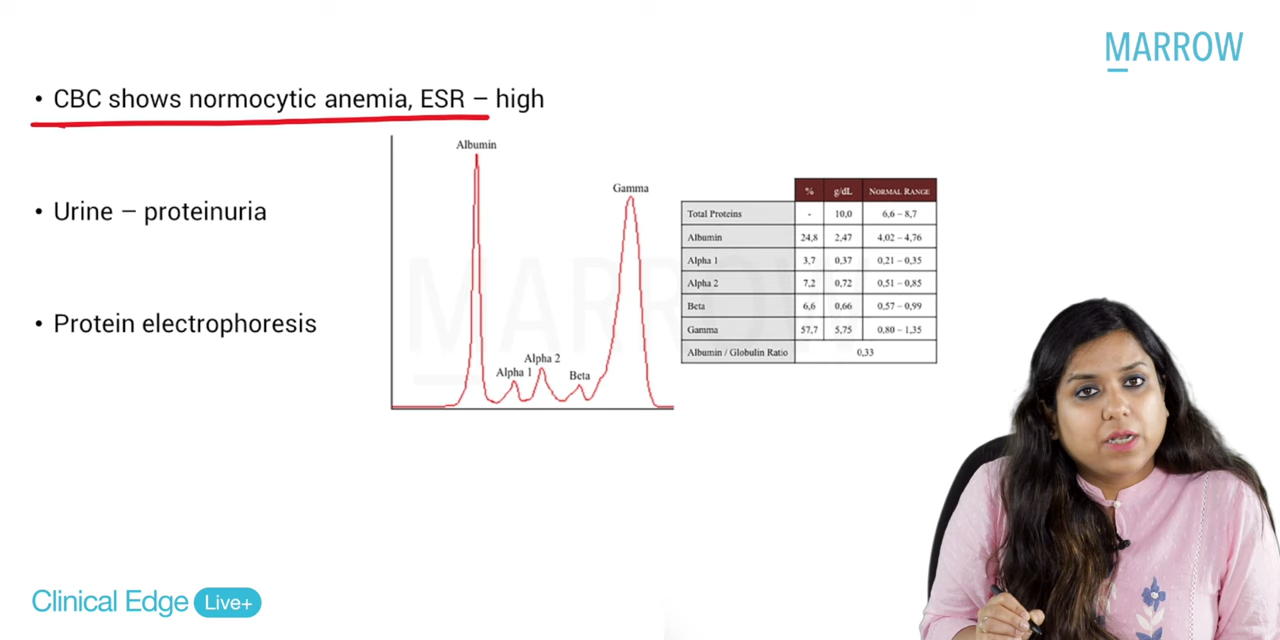 MARROW
• CBC shows normocytic anemia, ESR – high
• Urine – proteinuria
• Protein electrophoresis
Albumin
Gamma
Alpha 2
Alpha 1
Beta
% g/dL NORMAL RANGE
Total Proteins - 10,0 6,6 – 8,7
Albumin 24,8 2,47 4,02 – 4,76
Alpha 1 3,7 0,37 0,21 – 0,35
Alpha 2 7,2 0,72 0,51 – 0,85
Beta 6,6 0,66 0,57 – 0,99
Gamma 57,7 5,75 0,80 – 1,35
Albumin / Globulin Ratio 0,33
MARROW
Clinical Edge Live+